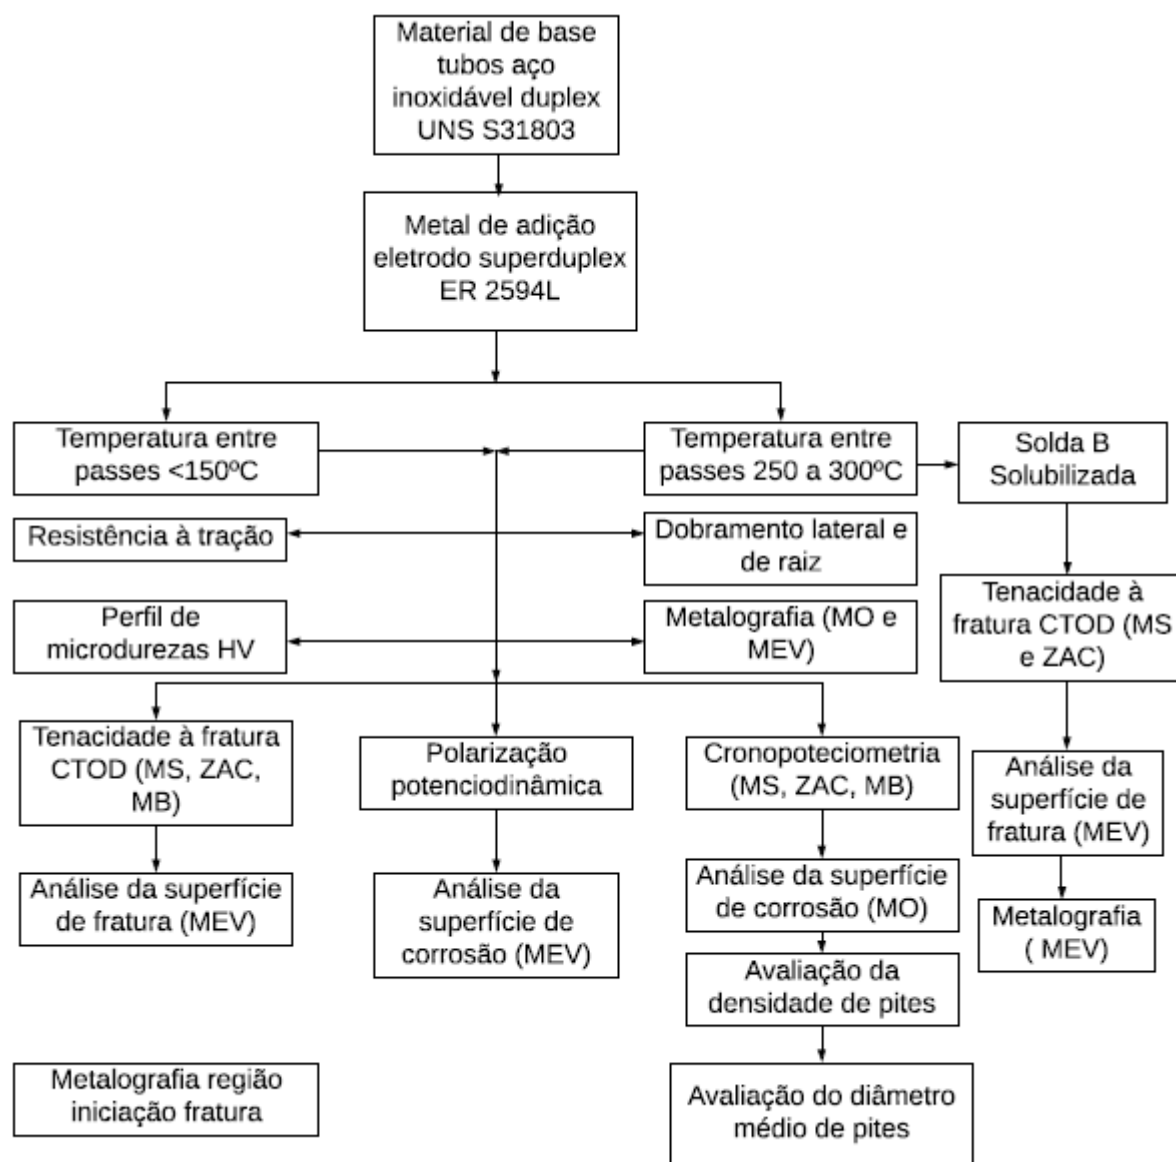 Material de base
tubos aço
inoxidável duplex
UNS S31803
Metal de adição
eletrodo superduplex
ER 2594L
Temperatura entre
passes <150ºC
Temperatura entre
passes 250 a 300ºC
Solda B
Solubilizada
Resistência à tração
Dobramento lateral e
de raiz
Perfil de
microdurezas HV
Metalografia (MO e
MEV)
Tenacidade à
fratura CTOD (MS
e ZAC)
Tenacidade à fratura
CTOD (MS, ZAC,
MB)
Polarização
potenciodinâmica
Cronopoteciometria
(MS, ZAC, MB)
Análise da
superfície de
fratura (MEV)
Análise da superfície
de fratura (MEV)
Análise da
superfície de
corrosão (MEV)
Análise da superfície
de corrosão (MO)
Metalografia
( MEV)
Avaliação da
densidade de pites
Metalografia região
iniciação fratura
Avaliação do diâmetro
médio de pites